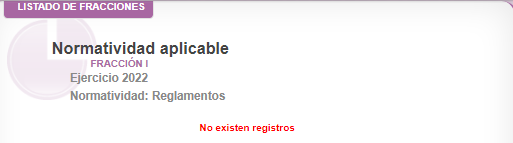 LISTADO DE FRACCIONES
Normatividad aplicable
FRACCIÓN I
Ejercicio 2022
Normatividad: Reglamentos
No existen registros